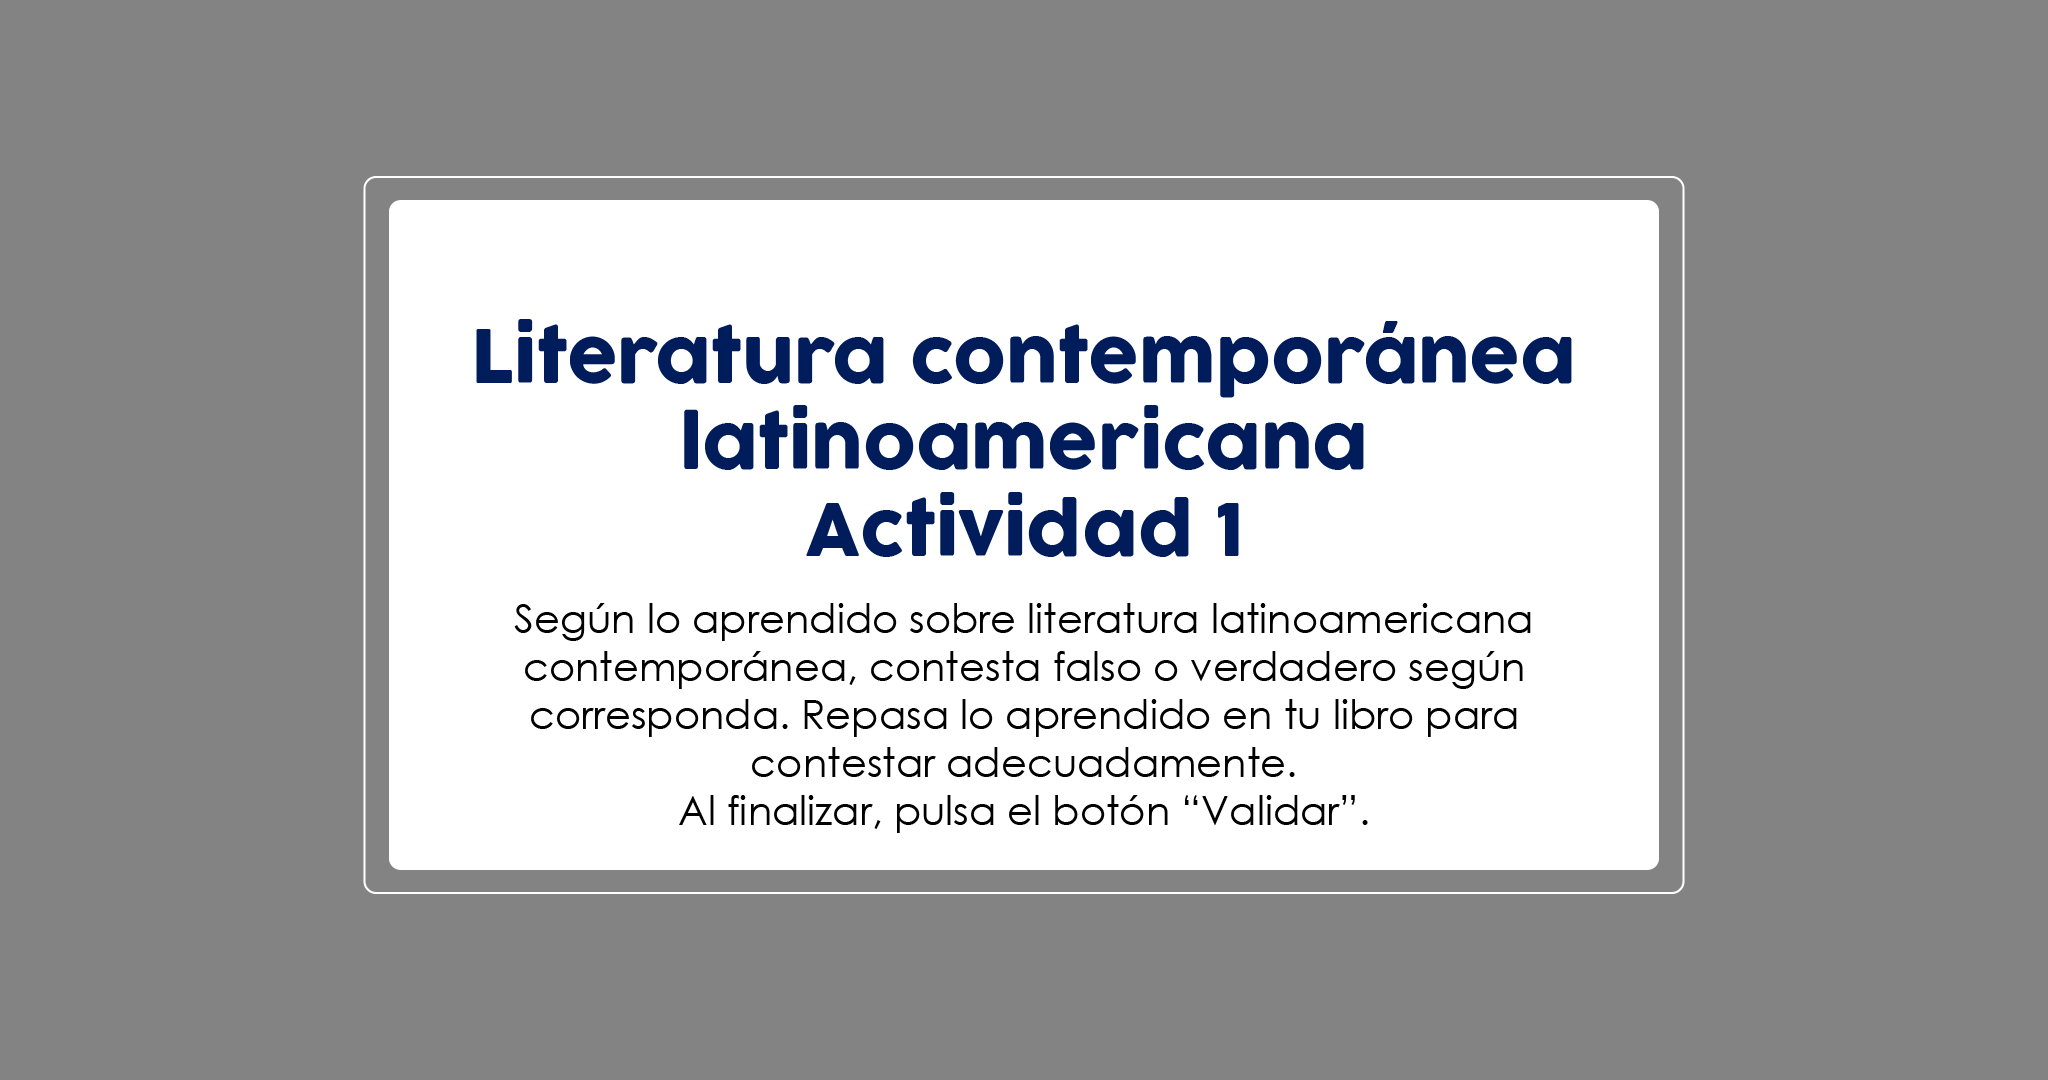 Literatura contemporánea
latinoamericana
Actividad 1
Según lo aprendido sobre literatura latinoamericana
contemporánea, contesta falso o verdadero según
corresponda. Repasa lo aprendido en tu libro para
contestar adecuadamente.
Al finalizar, pulsa el botón “Validar”.